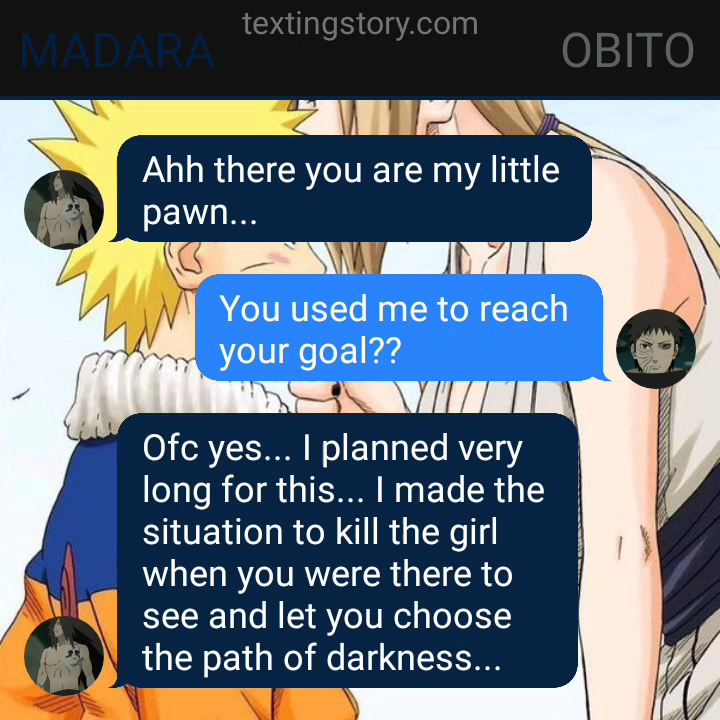 textingstory.com
MADARA
OBITO
Ahh there you are my little
pawn...
You used me to reach
your goal??
Ofc yes... I planned very
long for this... I made the
situation to kill the girl
when you were there to
see and let you choose
the path of darkness...